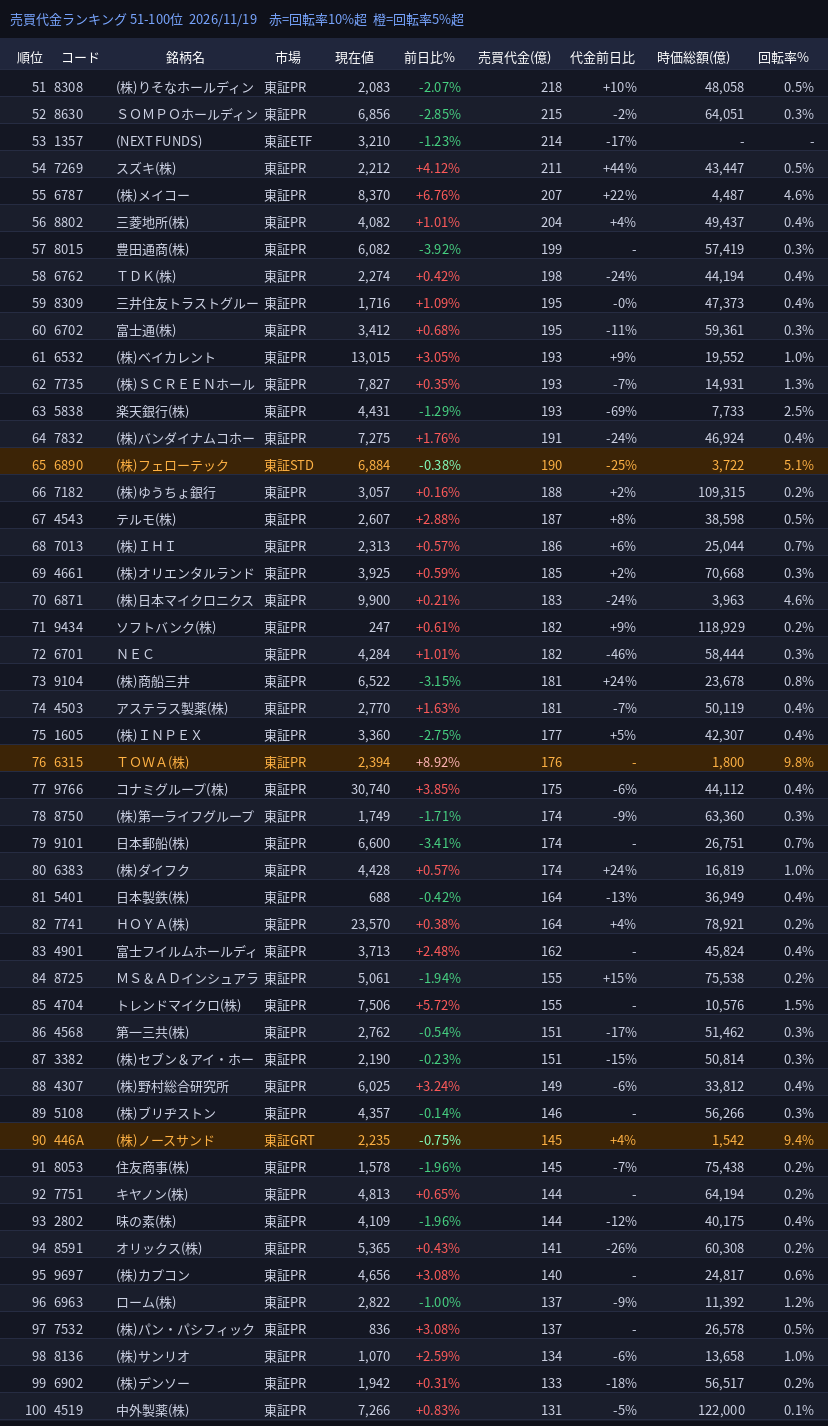 売買代金ランキング 51-100位 2026/11/19 赤=回転率10%超 橙=回転率5%超
順位 コード 銘柄名 市場 現在値 前日比% 売買代金(億) 代金前日比 時価総額(億) 回転率%
51 8308 (株)りそなホールディン 東証PR 2,083 -2.07% 218 +10% 48,058 0.5%
52 8630 ＳＯＭＰＯホールディン 東証PR 6,856 -2.85% 215 -2% 64,051 0.3%
53 1357 (NEXT FUNDS) 東証ETF 3,210 -1.23% 214 -17% - -
54 7269 スズキ(株) 東証PR 2,212 +4.12% 211 +44% 43,447 0.5%
55 6787 (株)メイコー 東証PR 8,370 +6.76% 207 +22% 4,487 4.6%
56 8802 三菱地所(株) 東証PR 4,082 +1.01% 204 +4% 49,437 0.4%
57 8015 豊田通商(株) 東証PR 6,082 -3.92% 199 - 57,419 0.3%
58 6762 ＴＤＫ(株) 東証PR 2,274 +0.42% 198 -24% 44,194 0.4%
59 8309 三井住友トラストグルー 東証PR 1,716 +1.09% 195 -0% 47,373 0.4%
60 6702 富士通(株) 東証PR 3,412 +0.68% 195 -11% 59,361 0.3%
61 6532 (株)ベイカレント 東証PR 13,015 +3.05% 193 +9% 19,552 1.0%
62 7735 (株)ＳＣＲＥＥＮホール 東証PR 7,827 +0.35% 193 -7% 14,931 1.3%
63 5838 楽天銀行(株) 東証PR 4,431 -1.29% 193 -69% 7,733 2.5%
64 7832 (株)バンダイナムコホー 東証PR 7,275 +1.76% 191 -24% 46,924 0.4%
65 6890 (株)フェローテック 東証STD 6,884 -0.38% 190 -25% 3,722 5.1%
66 7182 (株)ゆうちょ銀行 東証PR 3,057 +0.16% 188 +2% 109,315 0.2%
67 4543 テルモ(株) 東証PR 2,607 +2.88% 187 +8% 38,598 0.5%
68 7013 (株)ＩＨＩ 東証PR 2,313 +0.57% 186 +6% 25,044 0.7%
69 4661 (株)オリエンタルランド 東証PR 3,925 +0.59% 185 +2% 70,668 0.3%
70 6871 (株)日本マイクロニクス 東証PR 9,900 +0.21% 183 -24% 3,963 4.6%
71 9434 ソフトバンク(株) 東証PR 247 +0.61% 182 +9% 118,929 0.2%
72 6701 ＮＥＣ 東証PR 4,284 +1.01% 182 -46% 58,444 0.3%
73 9104 (株)商船三井 東証PR 6,522 -3.15% 181 +24% 23,678 0.8%
74 4503 アステラス製薬(株) 東証PR 2,770 +1.63% 181 -7% 50,119 0.4%
75 1605 (株)ＩＮＰＥＸ 東証PR 3,360 -2.75% 177 +5% 42,307 0.4%
76 6315 ＴＯＷＡ(株) 東証PR 2,394 +8.92% 176 - 1,800 9.8%
77 9766 コナミグループ(株) 東証PR 30,740 +3.85% 175 -6% 44,112 0.4%
78 8750 (株)第一ライフグループ 東証PR 1,749 -1.71% 174 -9% 63,360 0.3%
79 9101 日本郵船(株) 東証PR 6,600 -3.41% 174 - 26,751 0.7%
80 6383 (株)ダイフク 東証PR 4,428 +0.57% 174 +24% 16,819 1.0%
81 5401 日本製鉄(株) 東証PR 688 -0.42% 164 -13% 36,949 0.4%
82 7741 ＨＯＹＡ(株) 東証PR 23,570 +0.38% 164 +4% 78,921 0.2%
83 4901 富士フイルムホールディ 東証PR 3,713 +2.48% 162 - 45,824 0.4%
84 8725 ＭＳ＆ＡＤインシュアラ 東証PR 5,061 -1.94% 155 +15% 75,538 0.2%
85 4704 トレンドマイクロ(株) 東証PR 7,506 +5.72% 155 - 10,576 1.5%
86 4568 第一三共(株) 東証PR 2,762 -0.54% 151 -17% 51,462 0.3%
87 3382 (株)セブン＆アイ・ホー 東証PR 2,190 -0.23% 151 -15% 50,814 0.3%
88 4307 (株)野村総合研究所 東証PR 6,025 +3.24% 149 -6% 33,812 0.4%
89 5108 (株)ブリヂストン 東証PR 4,357 -0.14% 146 - 56,266 0.3%
90 446A (株)ノースサンド 東証GRT 2,235 -0.75% 145 +4% 1,542 9.4%
91 8053 住友商事(株) 東証PR 1,578 -1.96% 145 -7% 75,438 0.2%
92 7751 キヤノン(株) 東証PR 4,813 +0.65% 144 - 64,194 0.2%
93 2802 味の素(株) 東証PR 4,109 -1.96% 144 -12% 40,175 0.4%
94 8591 オリックス(株) 東証PR 5,365 +0.43% 141 -26% 60,308 0.2%
95 9697 (株)カプコン 東証PR 4,656 +3.08% 140 - 24,817 0.6%
96 6963 ローム(株) 東証PR 2,822 -1.00% 137 -9% 11,392 1.2%
97 7532 (株)パン・パシフィック 東証PR 836 +3.08% 137 - 26,578 0.5%
98 8136 (株)サンリオ 東証PR 1,070 +2.59% 134 -6% 13,658 1.0%
99 6902 (株)デンソー 東証PR 1,942 +0.31% 133 -18% 56,517 0.2%
100 4519 中外製薬(株) 東証PR 7,266 +0.83% 131 -5% 122,000 0.1%